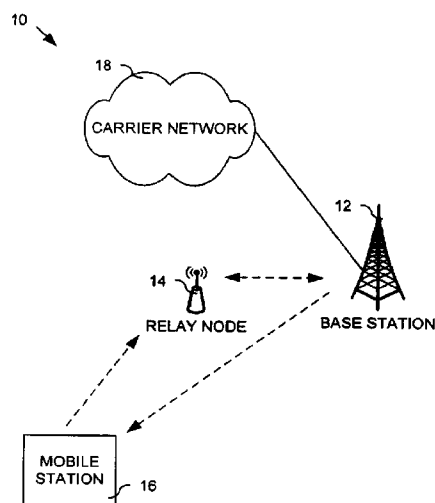 10
18
CARRIER NETWORK
12
14
RELAY NODE
BASE STATION
MOBILE
STATION
16